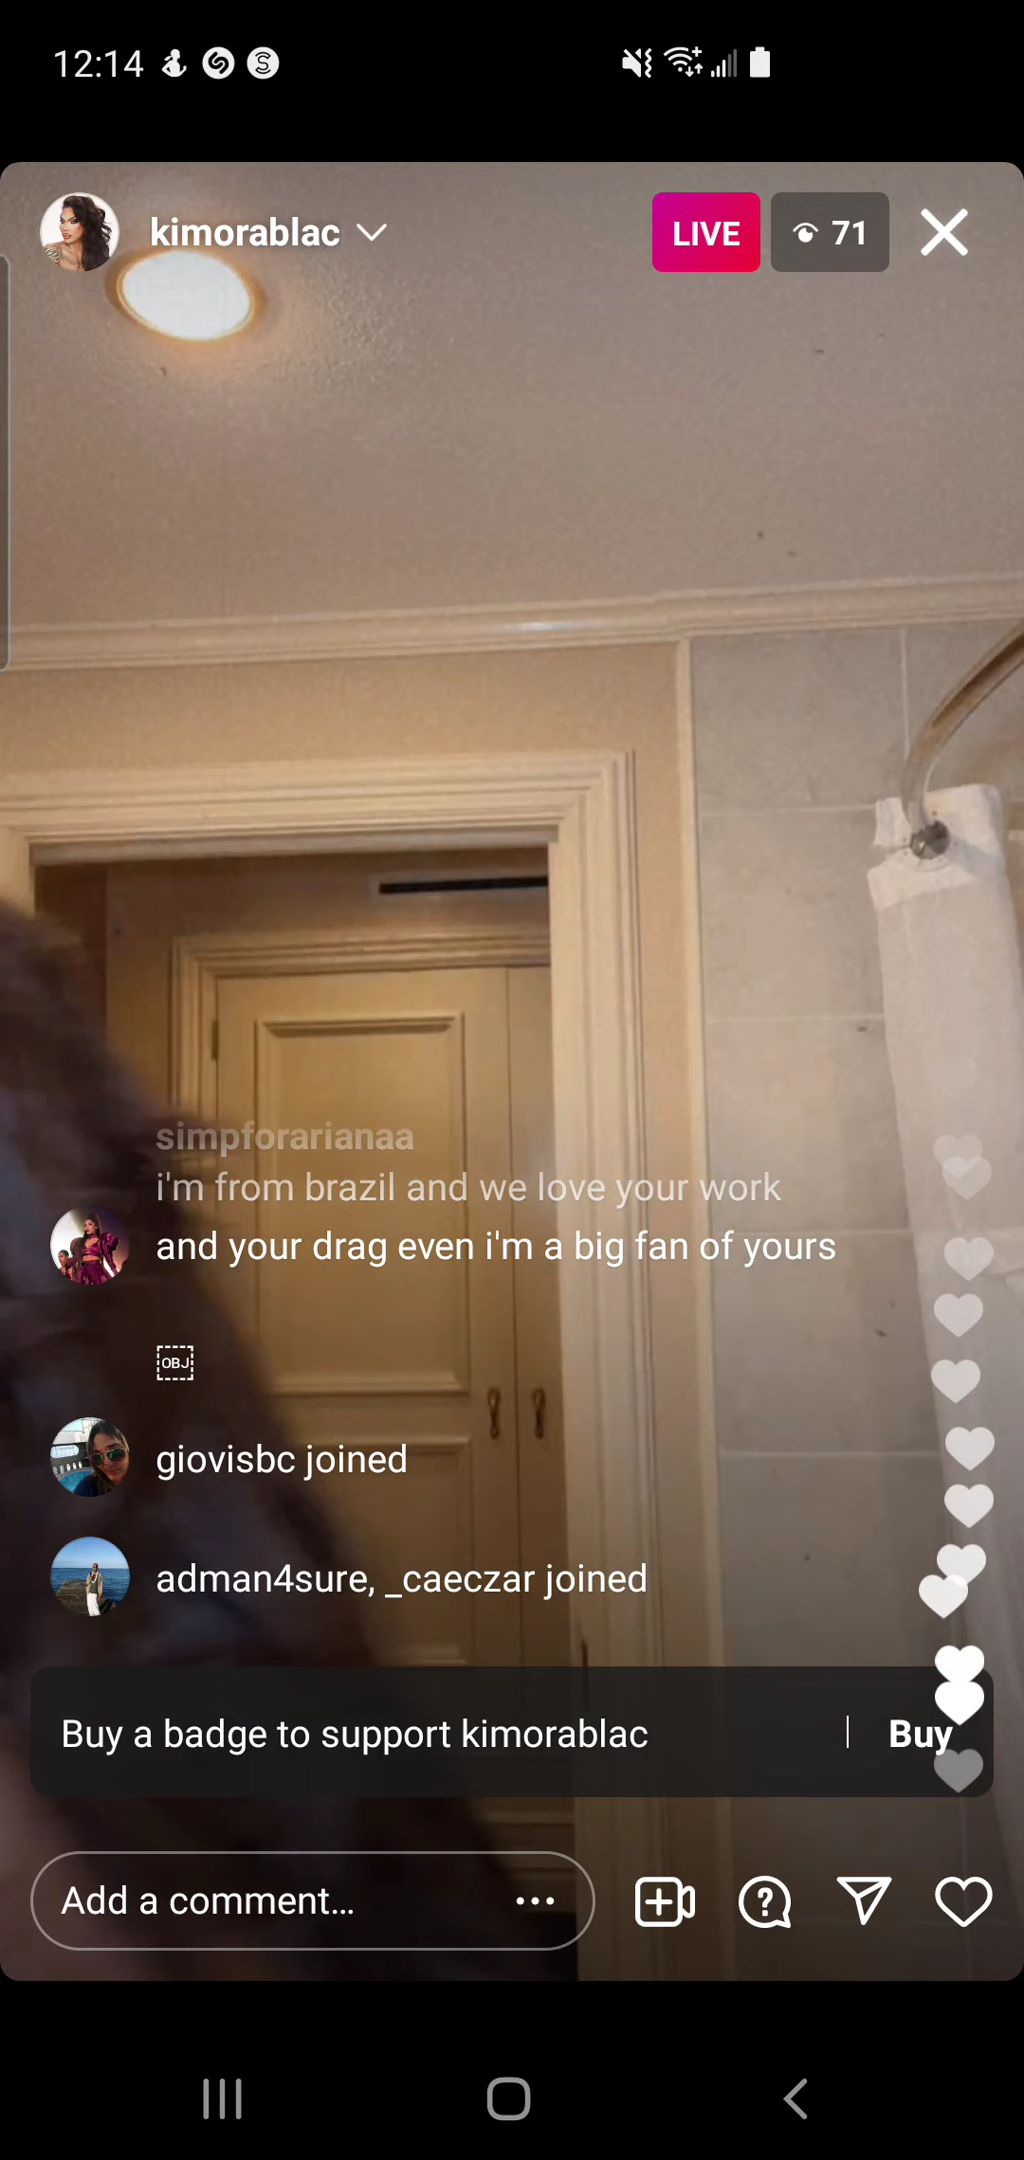 12:14
kimorablac
LIVE
71
simpforarianaa
i'm from brazil and we love your work
and your drag even i'm a big fan of yours
OBJ
giovisbc joined
adman4sure, _caeczar joined
Buy a badge to support kimorablac | Buy
Add a comment...